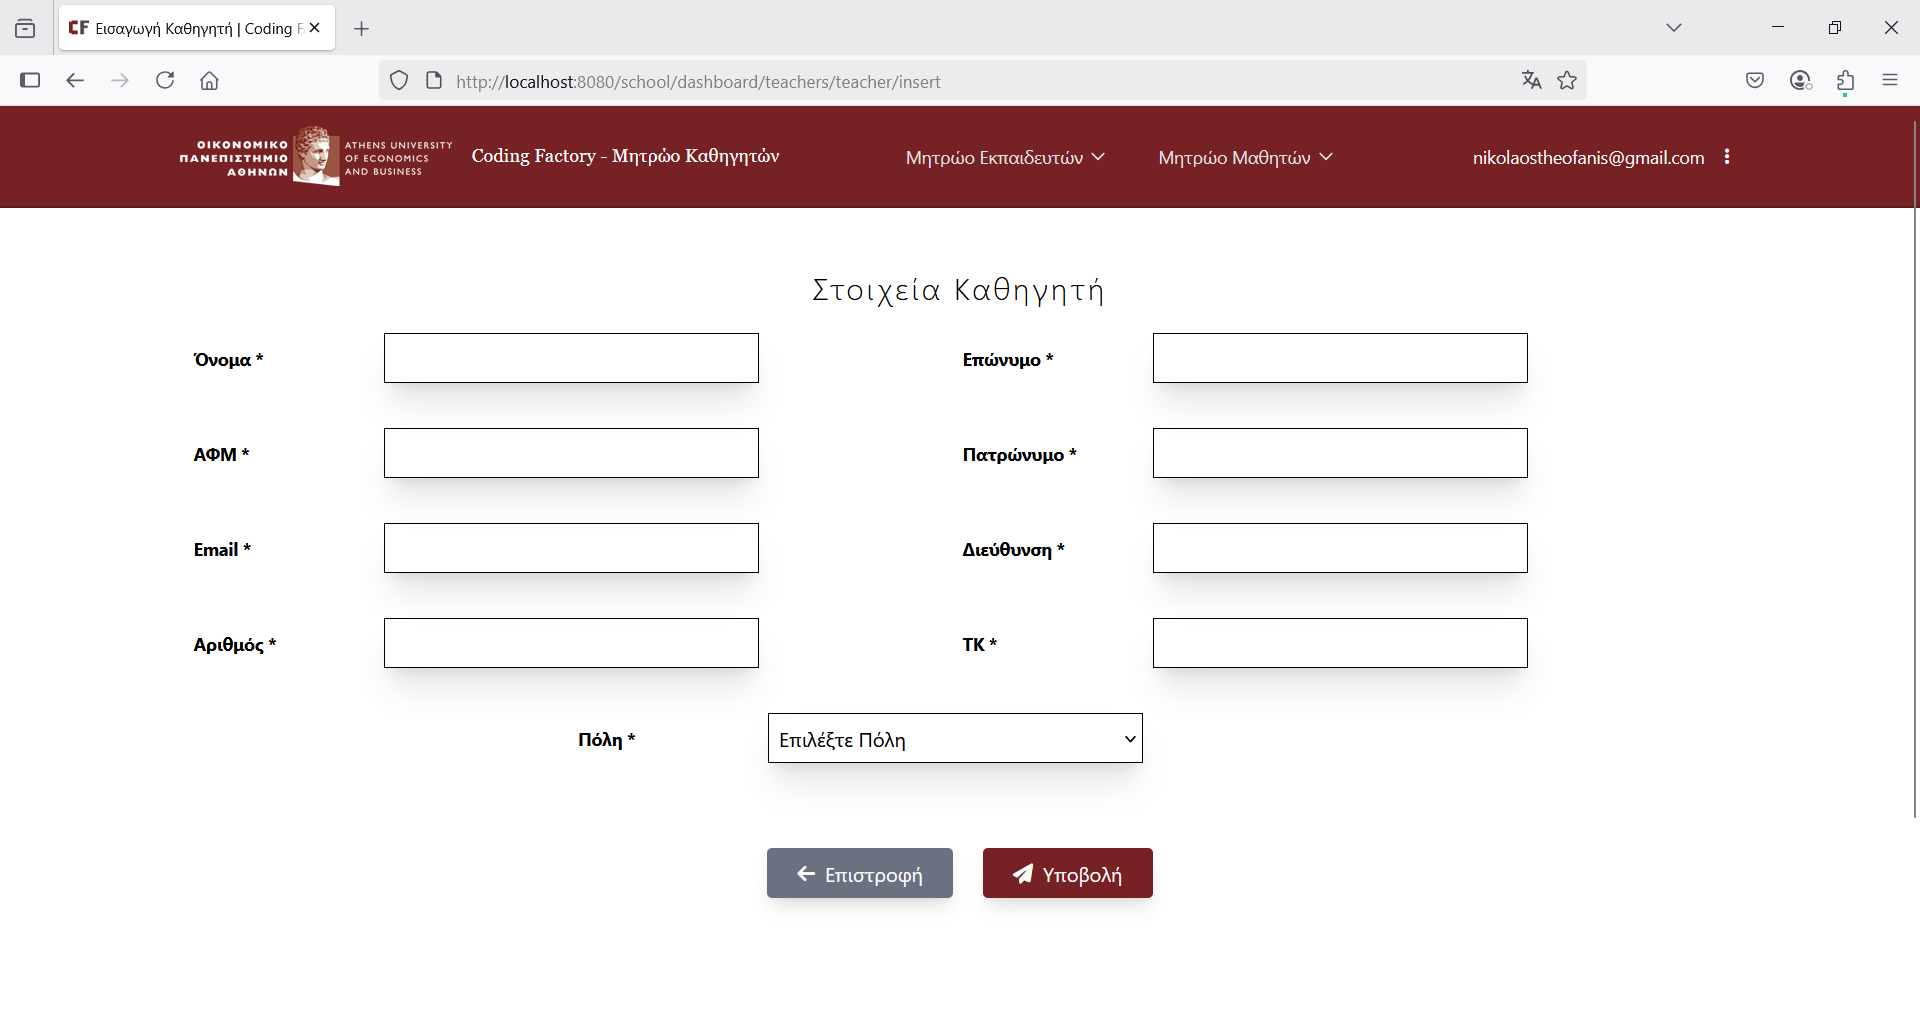 Εισαγωγή Καθηγητή | Coding F
http://localhost:8080/school/dashboard/teachers/teacher/insert
ΟΙΚΟΝΟΜΙΚΟ
ΠΑΝΕΠΙΣΤΗΜΙΟ
ΑΘΗΝΩΝ
ATHENS UNIVERSITY
OF ECONOMICS
AND BUSINESS
Coding Factory - Μητρώο Καθηγητών
Μητρώο Εκπαιδευτών
Μητρώο Μαθητών
nikolaostheofanis@gmail.com
Στοιχεία Καθηγητή
Όνομα *
Επώνυμο *
ΑΦΜ *
Πατρώνυμο *
Email *
Διεύθυνση *
Αριθμός *
ΤΚ *
Πόλη *
Επιλέξτε Πόλη
Επιστροφή
Υποβολή